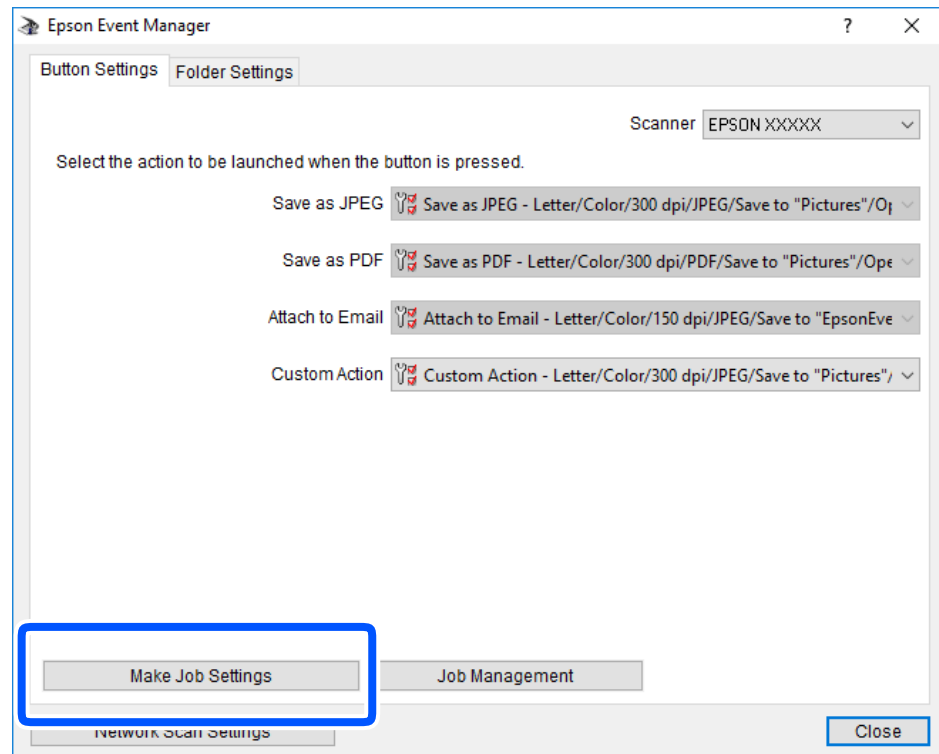 Epson Event Manager
Button Settings Folder Settings
Scanner EPSON XXXXX
Select the action to be launched when the button is pressed.
Save as JPEG Save as JPEG - Letter/Color/300 dpi/JPEG/Save to "Pictures"/Op
Save as PDF Save as PDF - Letter/Color/300 dpi/PDF/Save to "Pictures"/Ope
Attach to Email Attach to Email - Letter/Color/150 dpi/JPEG/Save to "EpsonEve
Custom Action Custom Action - Letter/Color/300 dpi/JPEG/Save to "Pictures"/
Make Job Settings Job Management
Network Scan Settings Close